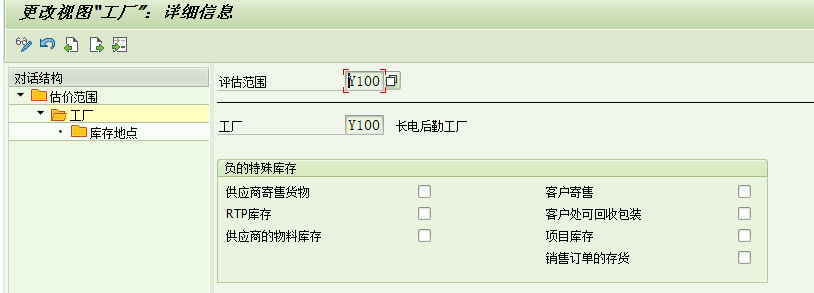 更改视图"工厂"：详细信息
对话结构
估价范围
工厂
库存地点
评估范围 Y100
工厂 Y100 长电后勤工厂
负的特殊库存
供应商寄售货物 客户寄售
RTP库存 客户处可回收包装
供应商的物料库存 项目库存
销售订单的存货